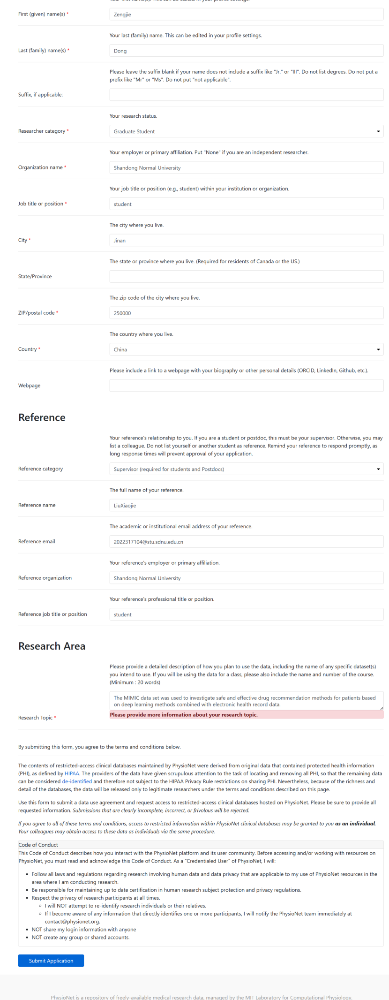 Your first name(s). This can be edited in your profile settings.
First (given) name(s) *
Zengjie
Your last (family) name. This can be edited in your profile settings.
Last (family) name(s) *
Dong
Please leave the suffix blank if your name does not include a suffix like "Jr." or "III". Do not list degrees. Do not put a
prefix like "Mr" or "Ms". Do not put "not applicable".
Suffix, if applicable:
Your research status.
Researcher category *
Graduate Student
Your employer or primary affiliation. Put "None" if you are an independent researcher.
Organization name *
Shandong Normal University
Your job title or position (e.g., student) within your institution or organization.
Job title or position *
student
The city where you live.
City *
Jinan
The state or province where you live. (Required for residents of Canada or the US.)
State/Province
The zip code of the city where you live.
ZIP/postal code *
250000
The country where you live.
Country *
China
Please include a link to a webpage with your biography or other personal details (ORCID, LinkedIn, Github, etc.).
Webpage
Reference
Your reference's relationship to you. If you are a student or postdoc, this must be your supervisor. Otherwise, you may
list a colleague. Do not list yourself or another student as reference. Remind your reference to respond promptly, as
long response times will prevent approval of your application.
Reference category
Supervisor (required for students and Postdocs)
The full name of your reference.
Reference name
LiuXiaojie
The academic or institutional email address of your reference.
Reference email
2022317104@stu.sdnu.edu.cn
Your reference's employer or primary affiliation.
Reference organization
Shandong Normal University
Your reference's professional title or position.
Reference job title or position
student
Research Area
Please provide a detailed description of how you plan to use the data, including the name of any specific dataset(s)
you intend to use. If you will be using the data for a class, please also include the name and number of the course.
(Minimum : 20 words)
The MIMIC data set was used to investigate safe and effective drug recommendation methods for patients based
on deep learning methods combined with electronic health record data.
Please provide more information about your research topic.
Research Topic *
By submitting this form, you agree to the terms and conditions below.
The contents of restricted-access clinical databases maintained by PhysioNet were derived from original data that contained protected health information
(PHI), as defined by HIPAA. The providers of the data have given scrupulous attention to the task of locating and removing all PHI, so that the remaining data
can be considered de-identified and therefore not subject to the HIPAA Privacy Rule restrictions on sharing PHI. Nevertheless, because of the richness and
detail of the databases, the data will be released only to legitimate researchers under the terms and conditions described on this page.
Use this form to submit a data use agreement and request access to restricted-access clinical databases hosted on PhysioNet. Please be sure to provide all
requested information. Submissions that are clearly incomplete, incorrect, or frivolous will be rejected.
If you agree to all of these terms and conditions, access to restricted information within PhysioNet clinical databases may be granted to you as an individual.
Your colleagues may obtain access to these data as individuals via the same procedure.
Code of Conduct
This Code of Conduct describes how you interact with the PhysioNet platform and its user community. Before accessing and/or working with resources on
PhysioNet, you must read and acknowledge this Code of Conduct. As a "Credentialed User" of PhysioNet, I will:
• Follow all laws and regulations regarding research involving human data and data privacy that are applicable to my use of PhysioNet resources in the
area where I am conducting research.
• Be responsible for maintaining up to date certification in human research subject protection and privacy regulations.
• Respect the privacy of research participants at all times.
◦ I will NOT attempt to re-identify research individuals or their relatives.
◦ If I become aware of any information that directly identifies one or more participants, I will notify the PhysioNet team immediately at
contact@physionet.org.
• NOT share my login information with anyone
• NOT create any group or shared accounts.
Submit Application
PhysioNet is a repository of freely-available medical research data, managed by the MIT Laboratory for Computational Physiology.